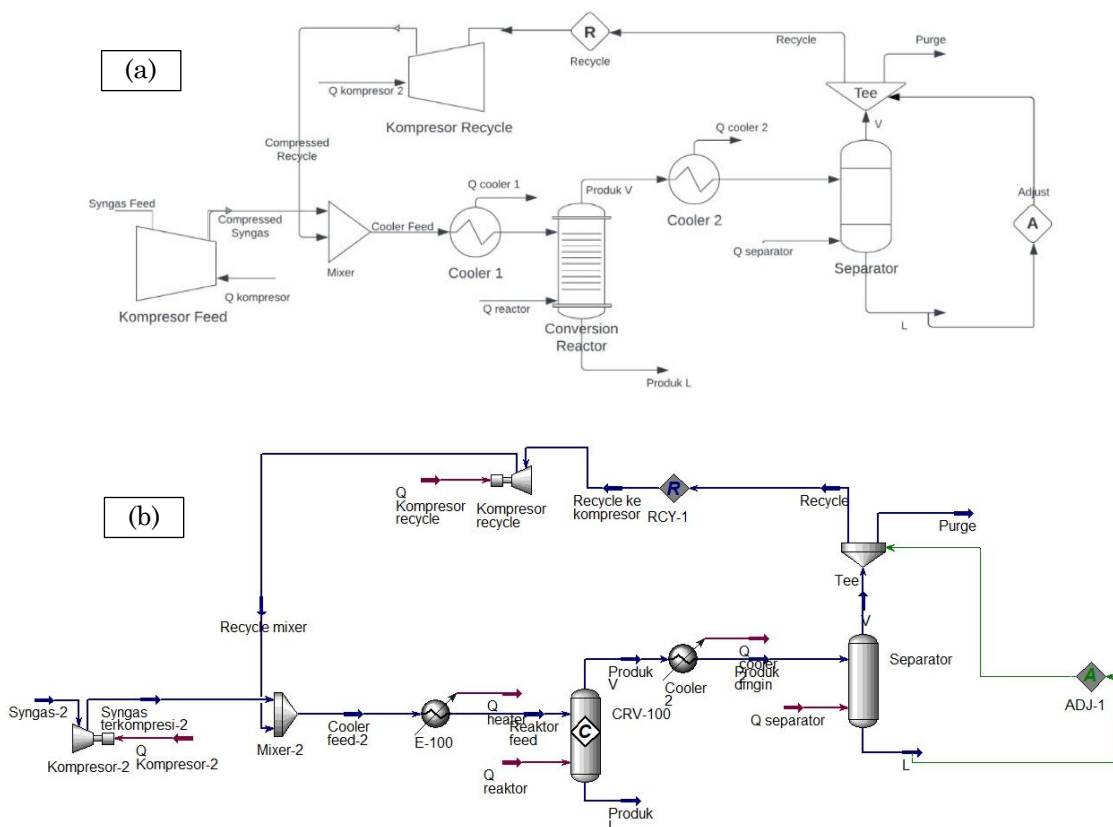 (a)
R
Recycle
Recycle
Purge
Tee
V
Q kompresor 2
Kompresor Recycle
Compressed
Recycle
Q cooler 2
Cooler 2
Syngas Feed
Compressed
Syngas
Q kompresor
Kompresor Feed
Mixer
Cooler Feed
Q cooler 1
Cooler 1
Produk V
Q reactor
Conversion
Reactor
Produk L
Q separator
Separator
L
Adjust
A
(b)
Q
Kompresor
recycle
Kompresor
recycle
Recycle ke
kompresor
R
RCY-1
Recycle
Purge
Tee
V
Recycle mixer
Syngas-2
Syngas
terkompresi-2
Kompresor-2
Q
Kompresor-2
Mixer-2
Cooler
feed-2
E-100
Q
heater
Reaktor
feed
Q
reaktor
C
CRV-100
Produk
V
Produk
Cooler
2
Q
cooler
2
Produk
dingin
Q separator
Separator
L
A
ADJ-1